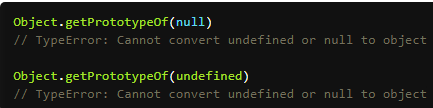 Object.getPrototypeOf(null)
// TypeError: Cannot convert undefined or null to object
Object.getPrototypeOf(undefined)
// TypeError: Cannot convert undefined or null to object